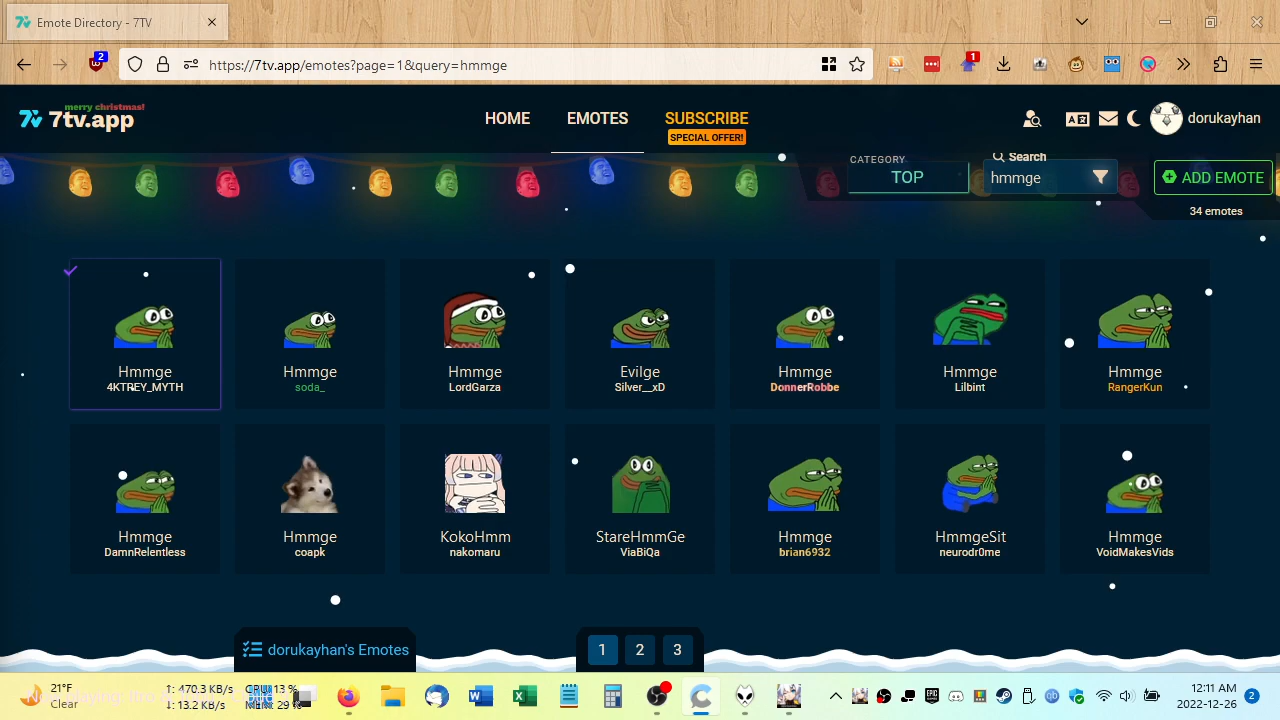 Emote Directory - 7TV
2
https://7tv.app/emotes?page=1&query=hmmge
1
merry christmas!
7tv.app
HOME
EMOTES
SUBSCRIBE
SPECIAL OFFER!
dorukayhan
CATEGORY
TOP
Search
hmmge
ADD EMOTE
34 emotes
Hmmge
4KTREY_MYTH
Hmmge
soda_
Hmmge
LordGarza
Evilge
Silver__xD
Hmmge
DonnerRobbe
Hmmge
Lilbint
Hmmge
RangerKun
Hmmge
DamnRelentless
Hmmge
coapk
KokoHmm
nakomaru
StareHmmGe
ViaBiQa
Hmmge
brian6932
HmmgeSit
neurodr0me
Hmmge
VoidMakesVids
dorukayhan's Emotes
1 2 3
21°F
Clear
↑: 470.3 KB/s
↓: 13.2 KB/s
CPU: 13 %
MEM: 29 %
12:11 AM
2022-12-26
2